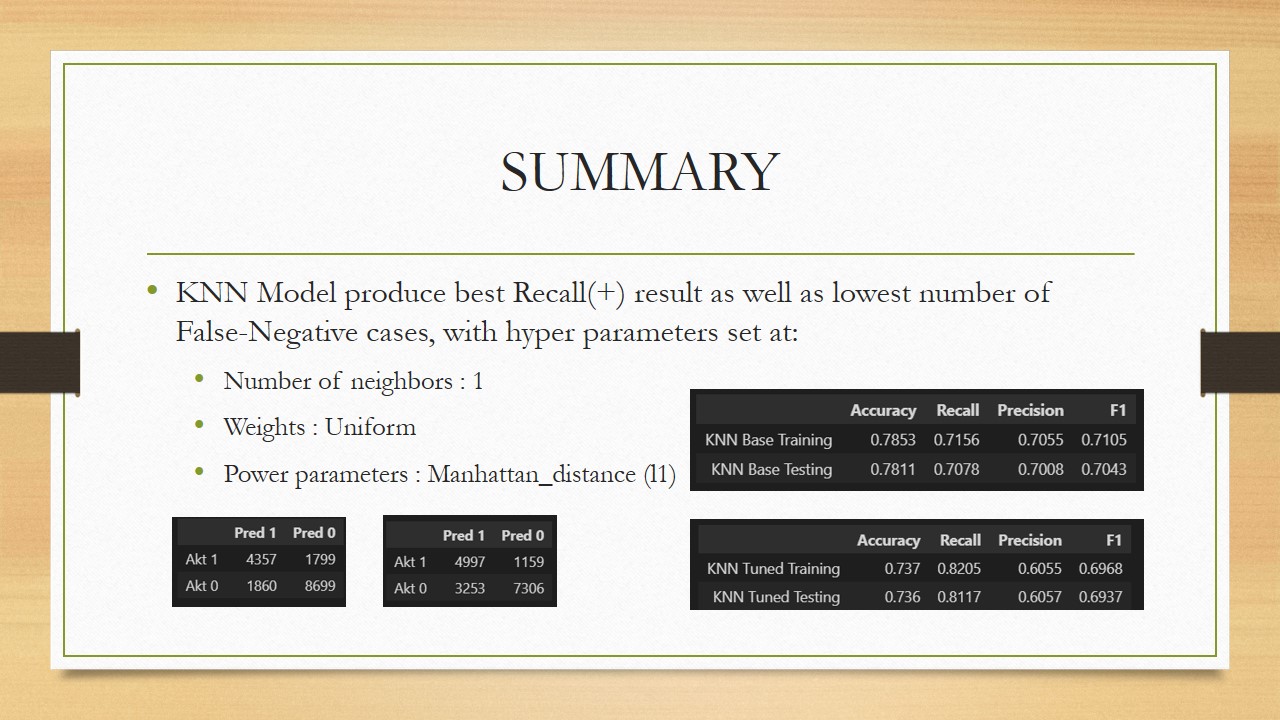 SUMMARY
KNN Model produce best Recall(+) result as well as lowest number of
False-Negative cases, with hyper parameters set at:
Number of neighbors : 1
Weights : Uniform
Power parameters : Manhattan_distance (l1)
Accuracy Recall Precision F1
KNN Base Training 0.7853 0.7156 0.7055 0.7105
KNN Base Testing 0.7811 0.7078 0.7008 0.7043
Pred 1 Pred 0
Akt 1 4357 1799
Akt 0 1860 8699
Pred 1 Pred 0
Akt 1 4997 1159
Akt 0 3253 7306
Accuracy Recall Precision F1
KNN Tuned Training 0.737 0.8205 0.6055 0.6968
KNN Tuned Testing 0.736 0.8117 0.6057 0.6937